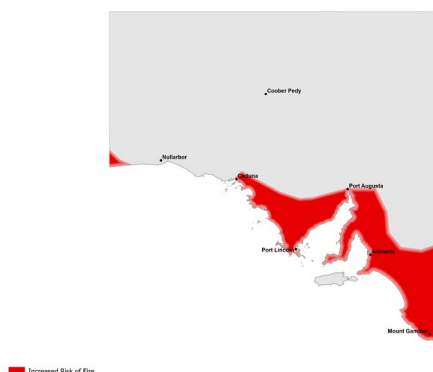 Coober Pedy
Nullarbor
Ceduna
Port Augusta
Port Lincoln
Adelaide
Mount Gambier
Increased Risk of Fire